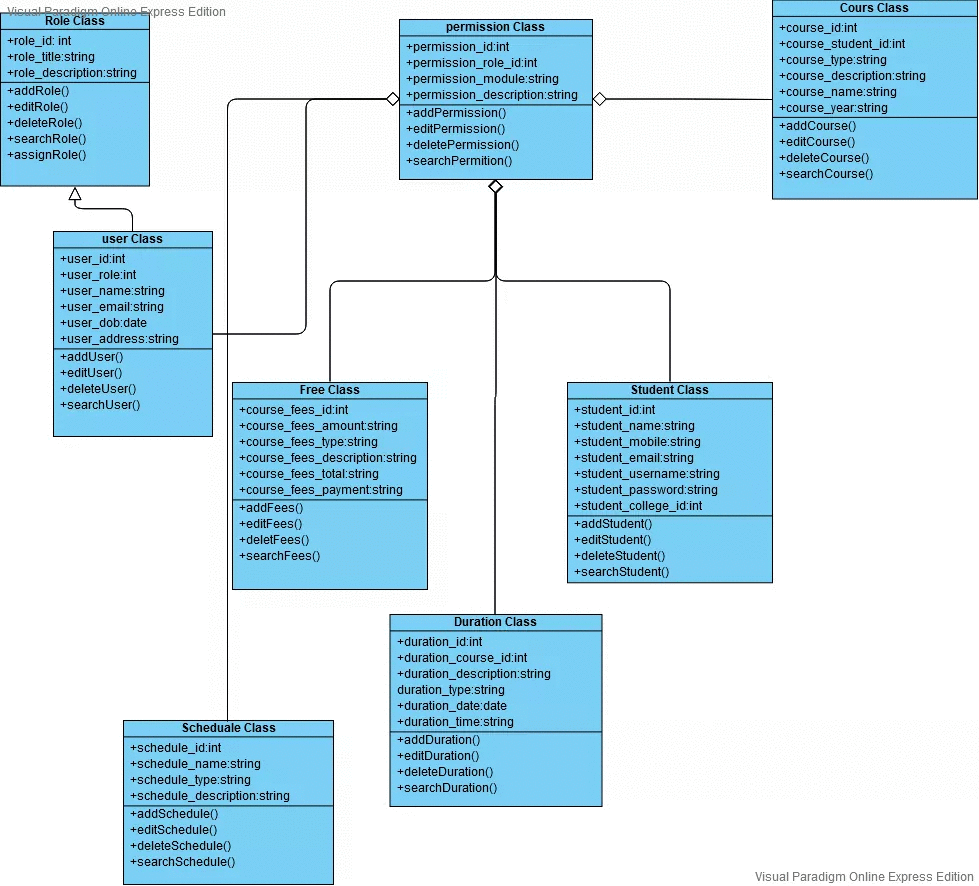 Visual Paradigm Online Express Edition
Role Class
+role_id: int
+role_title:string
+role_description:string
+addRole()
+editRole()
+deleteRole()
+searchRole()
+assignRole()
permission Class
+permission_id:int
+permission_role_id:int
+permission_module:string
+permission_description:string
+addPermission()
+editPermission()
+deletePermission()
+searchPermition()
Cours Class
+course_id:int
+course_student_id:int
+course_type:string
+course_description:string
+course_name:string
+course_year:string
+addCourse()
+editCourse()
+deleteCourse()
+searchCourse()
user Class
+user_id:int
+user_role:int
+user_name:string
+user_email:string
+user_dob:date
+user_address:string
+addUser()
+editUser()
+deleteUser()
+searchUser()
Free Class
+course_fees_id:int
+course_fees_amount:string
+course_fees_type:string
+course_fees_description:string
+course_fees_total:string
+course_fees_payment:string
+addFees()
+editFees()
+deletFees()
+searchFees()
Student Class
+student_id:int
+student_name:string
+student_mobile:string
+student_email:string
+student_username:string
+student_password:string
+student_college_id:int
+addStudent()
+editStudent()
+deleteStudent()
+searchStudent()
Duration Class
+duration_id:int
+duration_course_id:int
+duration_description:string
duration_type:string
+duration_date:date
+duration_time:string
+addDuration()
+editDuration()
+deleteDuration()
+searchDuration()
Scheduale Class
+schedule_id:int
+schedule_name:string
+schedule_type:string
+schedule_description:string
+addSchedule()
+editSchedule()
+deleteSchedule()
+searchSchedule()
Visual Paradigm Online Express Edition